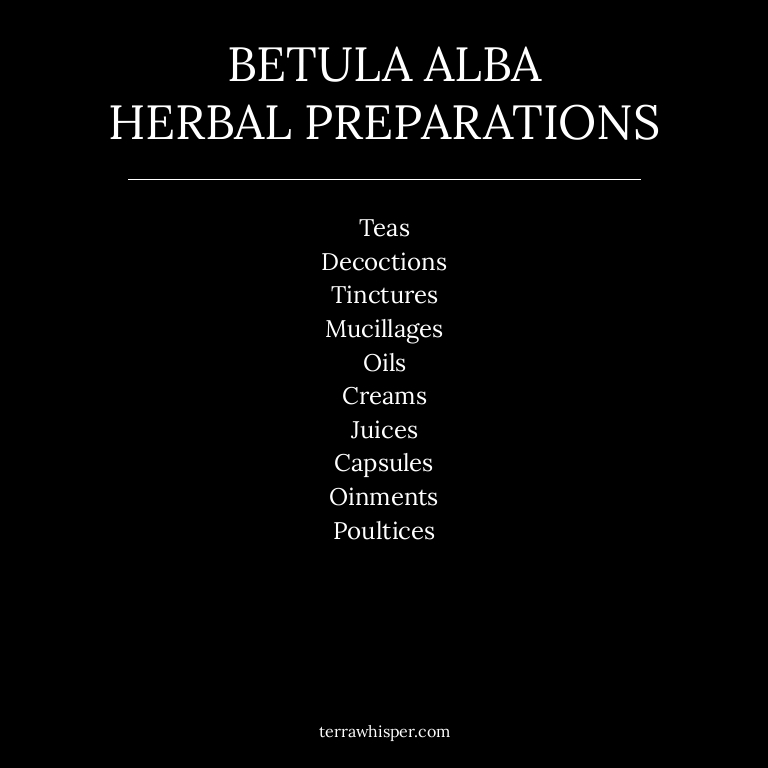 BETULA ALBA
HERBAL PREPARATIONS
Teas
Decoctions
Tinctures
Mucillages
Oils
Creams
Juices
Capsules
Oinments
Poultices
terrawhisper.com